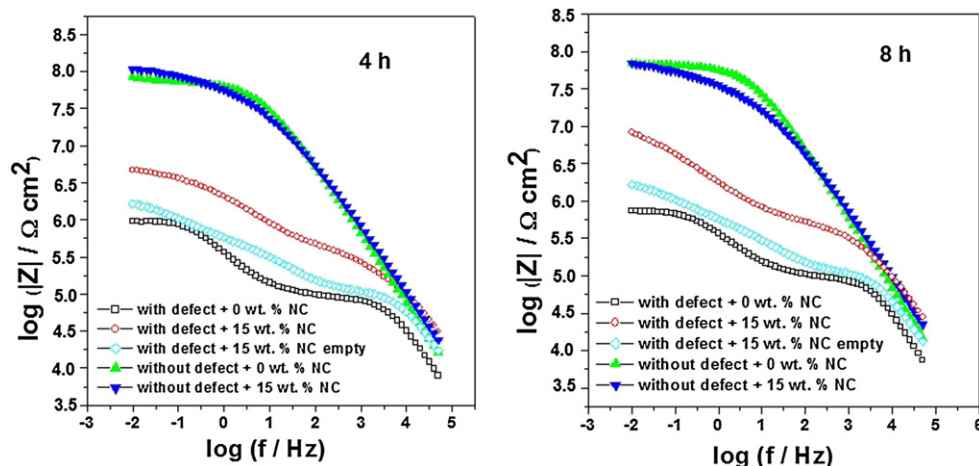 4 h
log (|Z| / Ω cm2)
8.5
8.0
7.5
7.0
6.5
6.0
5.5
5.0
4.5
4.0
3.5
with defect + 0 wt. % NC
with defect + 15 wt. % NC
with defect + 15 wt. % NC empty
without defect + 0 wt. % NC
without defect + 15 wt. % NC
-3 -2 -1 0 1 2 3 4 5 6
log (f / Hz)
8 h
log (|Z| / Ω cm2)
8.0
7.5
7.0
6.5
6.0
5.5
5.0
4.5
4.0
3.5
with defect + 0 wt. % NC
with defect + 15 wt. % NC
with defect + 15 wt. % NC empty
without defect + 0 wt. % NC
without defect + 15 wt. % NC
-3 -2 -1 0 1 2 3 4 5 6
log (f / Hz)